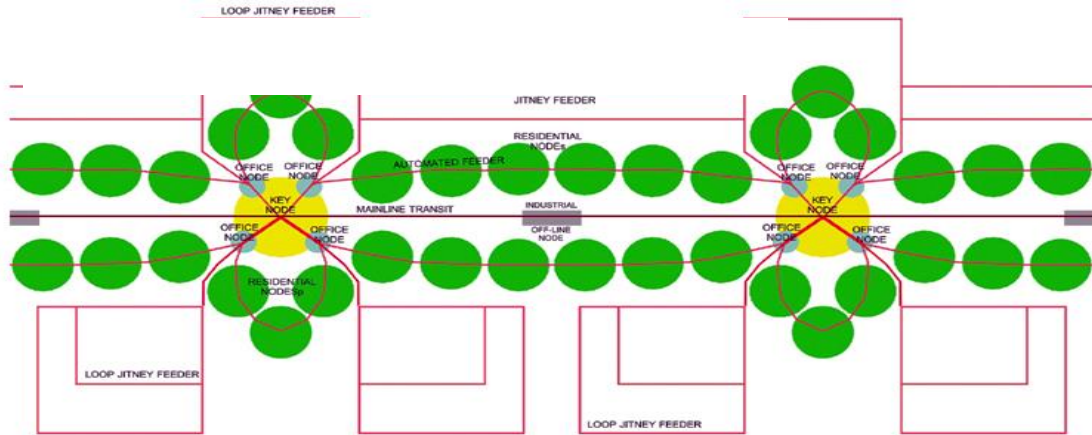 LOOP JITNEY FEEDER
JITNEY FEEDER
RESIDENTIAL
NODEs
AUTOMATED FEEDER
OFFICE
NODE
OFFICE
NODE
OFFICE
NODE
OFFICE
NODE
KEY
NODE
MAINLINE TRANSIT
INDUSTRIAL
OFF-LINE
NODE
KEY
NODE
OFFICE
NODE
OFFICE
NODE
OFFICE
NODE
OFFICE
NODE
RESIDENTIAL
NODESp
LOOP JITNEY FEEDER
LOOP JITNEY FEEDER